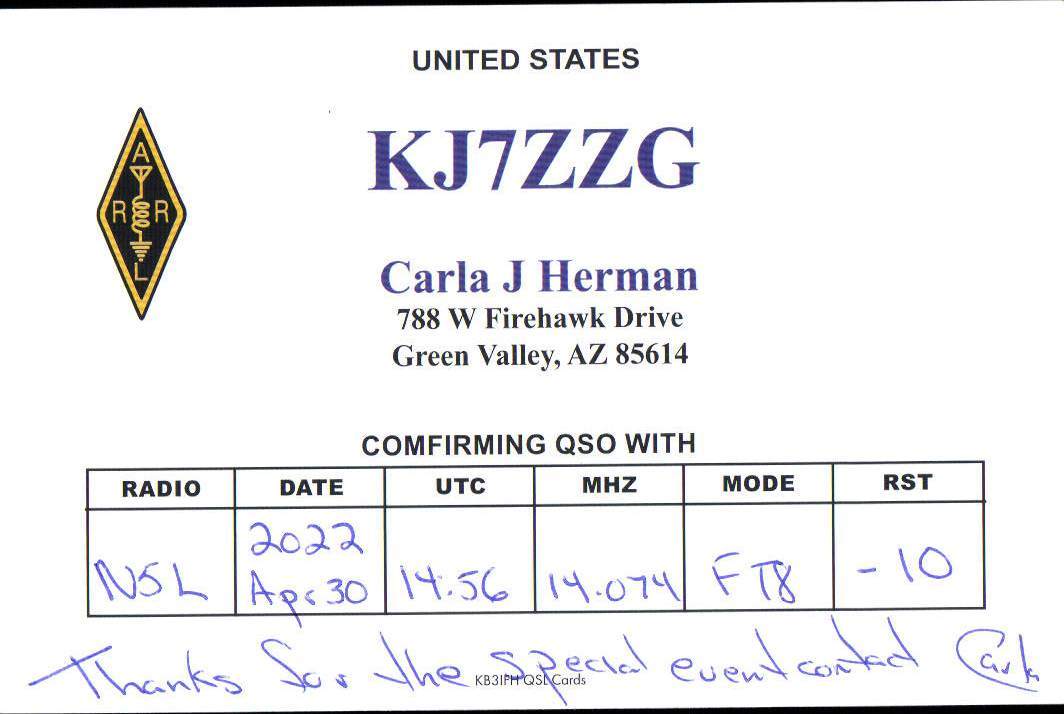 UNITED STATES
KJ7ZZG
A
R R
L
Carla J Herman
788 W Firehawk Drive
Green Valley, AZ 85614
COMFIRMING QSO WITH
RADIO DATE UTC MHZ MODE RST
2022
N5L Apr 30 14:56 14.074 FT8 -10
Thanks for the special event contact Carla
KB3IFH QSL Cards